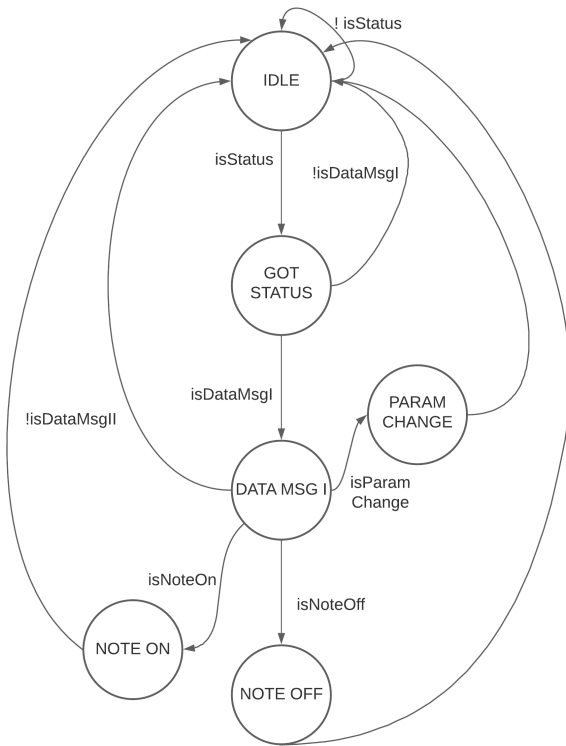 ! isStatus
IDLE
isStatus
!isDataMsgI
GOT
STATUS
isDataMsgI
PARAM
CHANGE
!isDataMsgII
DATA MSG I
isParam
Change
isNoteOn
isNoteOff
NOTE ON
NOTE OFF